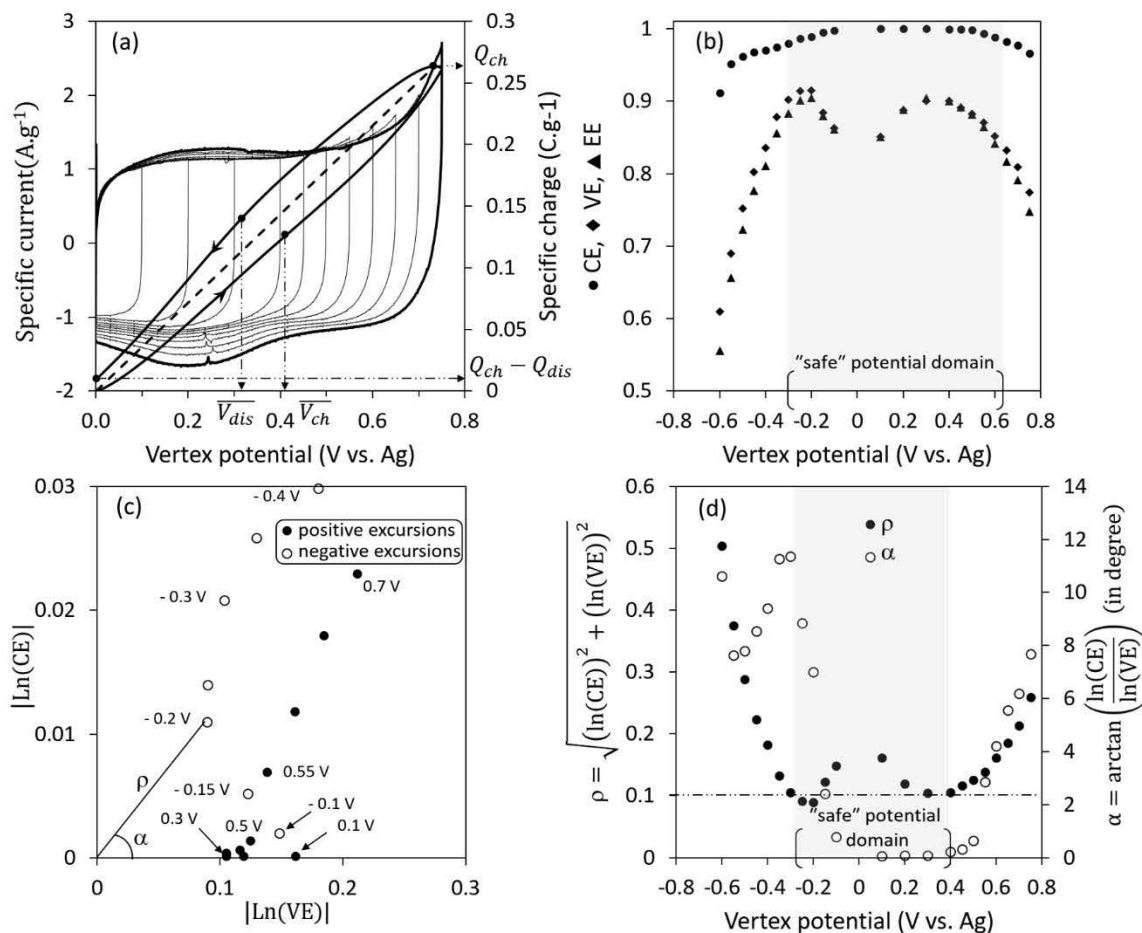 (a)
3
2
1
0
-1
-2
Specific current(A.g⁻¹)
0.3
0.25
0.2
0.15
0.1
0.05
0
Specific charge (C.g-1)
Q_ch
Q_ch − Q_dis
V_dis
V_ch
0.0 0.2 0.4 0.6 0.8
Vertex potential (V vs. Ag)
(b)
1
0.9
0.8
0.7
0.6
0.5
● CE, ◆ VE, ▲ EE
"safe" potential domain
-0.8 -0.6 -0.4 -0.2 0 0.2 0.4 0.6 0.8
Vertex potential (V vs. Ag)
(c)
0.03
0.02
0.01
0
|Ln(CE)|
- 0.4 V
positive excursions
negative excursions
0.7 V
- 0.3 V
- 0.2 V
0.55 V
- 0.15 V
- 0.1 V
0.3 V
0.5 V
0.1 V
ρ
α
0 0.1 0.2 0.3
|Ln(VE)|
(d)
0.6
0.5
0.4
0.3
0.2
0.1
0
ρ = √((ln(CE))² + (ln(VE))²)
ρ
α
"safe" potential
domain
14
12
10
8
6
4
2
0
α = arctan (ln(CE)/ln(VE)) (in degree)
-0.8 -0.6 -0.4 -0.2 0 0.2 0.4 0.6 0.8
Vertex potential (V vs. Ag)